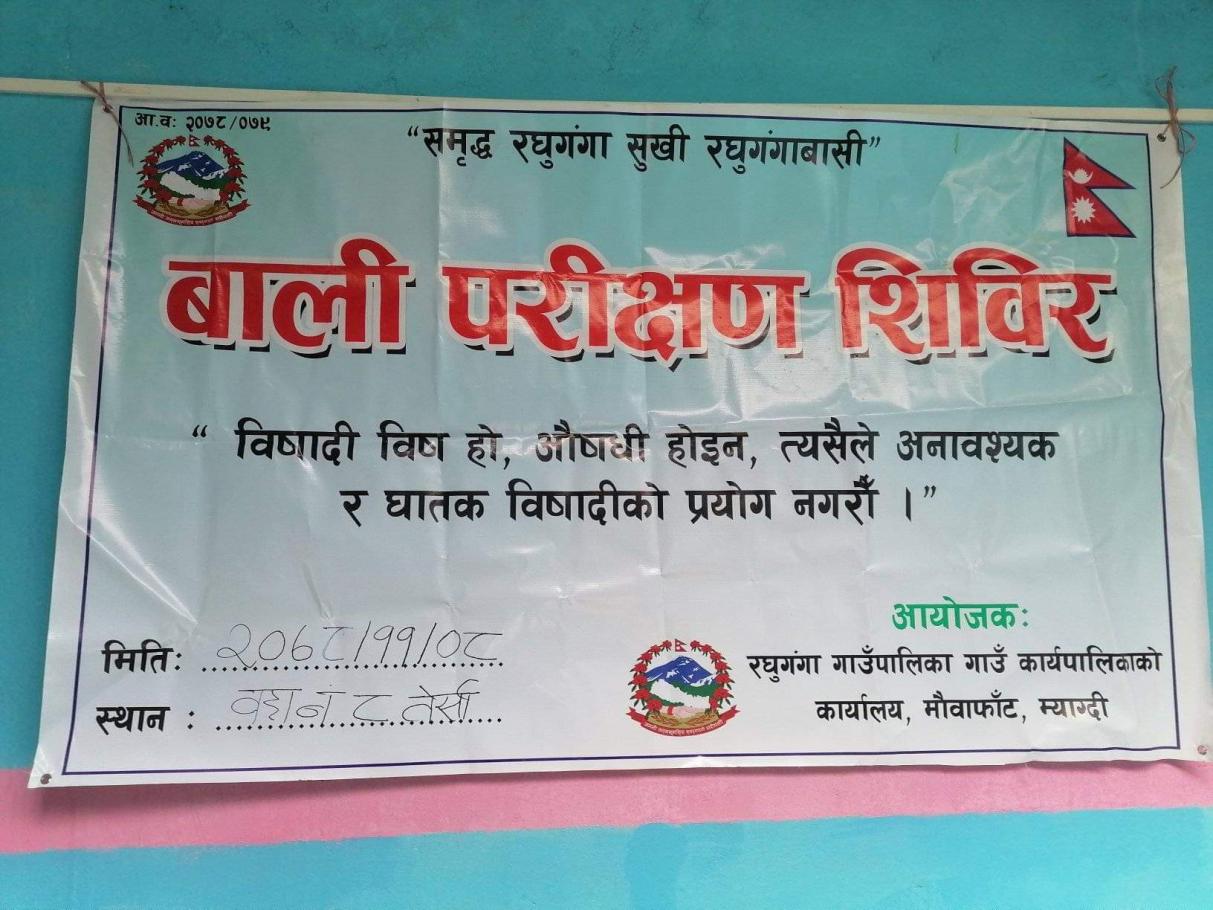 आ.व: २०७८/०७९
“समृद्ध रघुगंगा सुखी रघुगंगाबासी”
बाली परीक्षण शिविर
“ विषादी विष हो, औषधी होइन, त्यसैले अनावश्यक
र घातक विषादीको प्रयोग नगरौँ ।”
आयोजक:
मिति: २०७८/११/०८
रघुगंगा गाउँपालिका गाउँ कार्यपालिकाको
स्थान : वडा नं ८
कार्यालय, मौवाफाँट, म्याग्दी